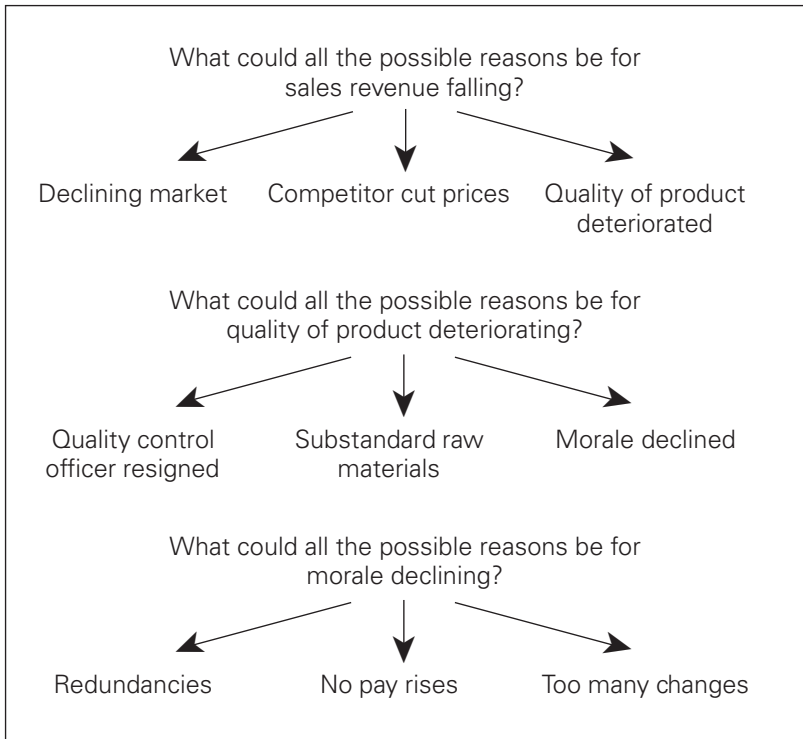 What could all the possible reasons be for
sales revenue falling?
Declining market
Competitor cut prices
Quality of product
deteriorated
What could all the possible reasons be for
quality of product deteriorating?
Quality control
officer resigned
Substandard raw
materials
Morale declined
What could all the possible reasons be for
morale declining?
Redundancies
No pay rises
Too many changes